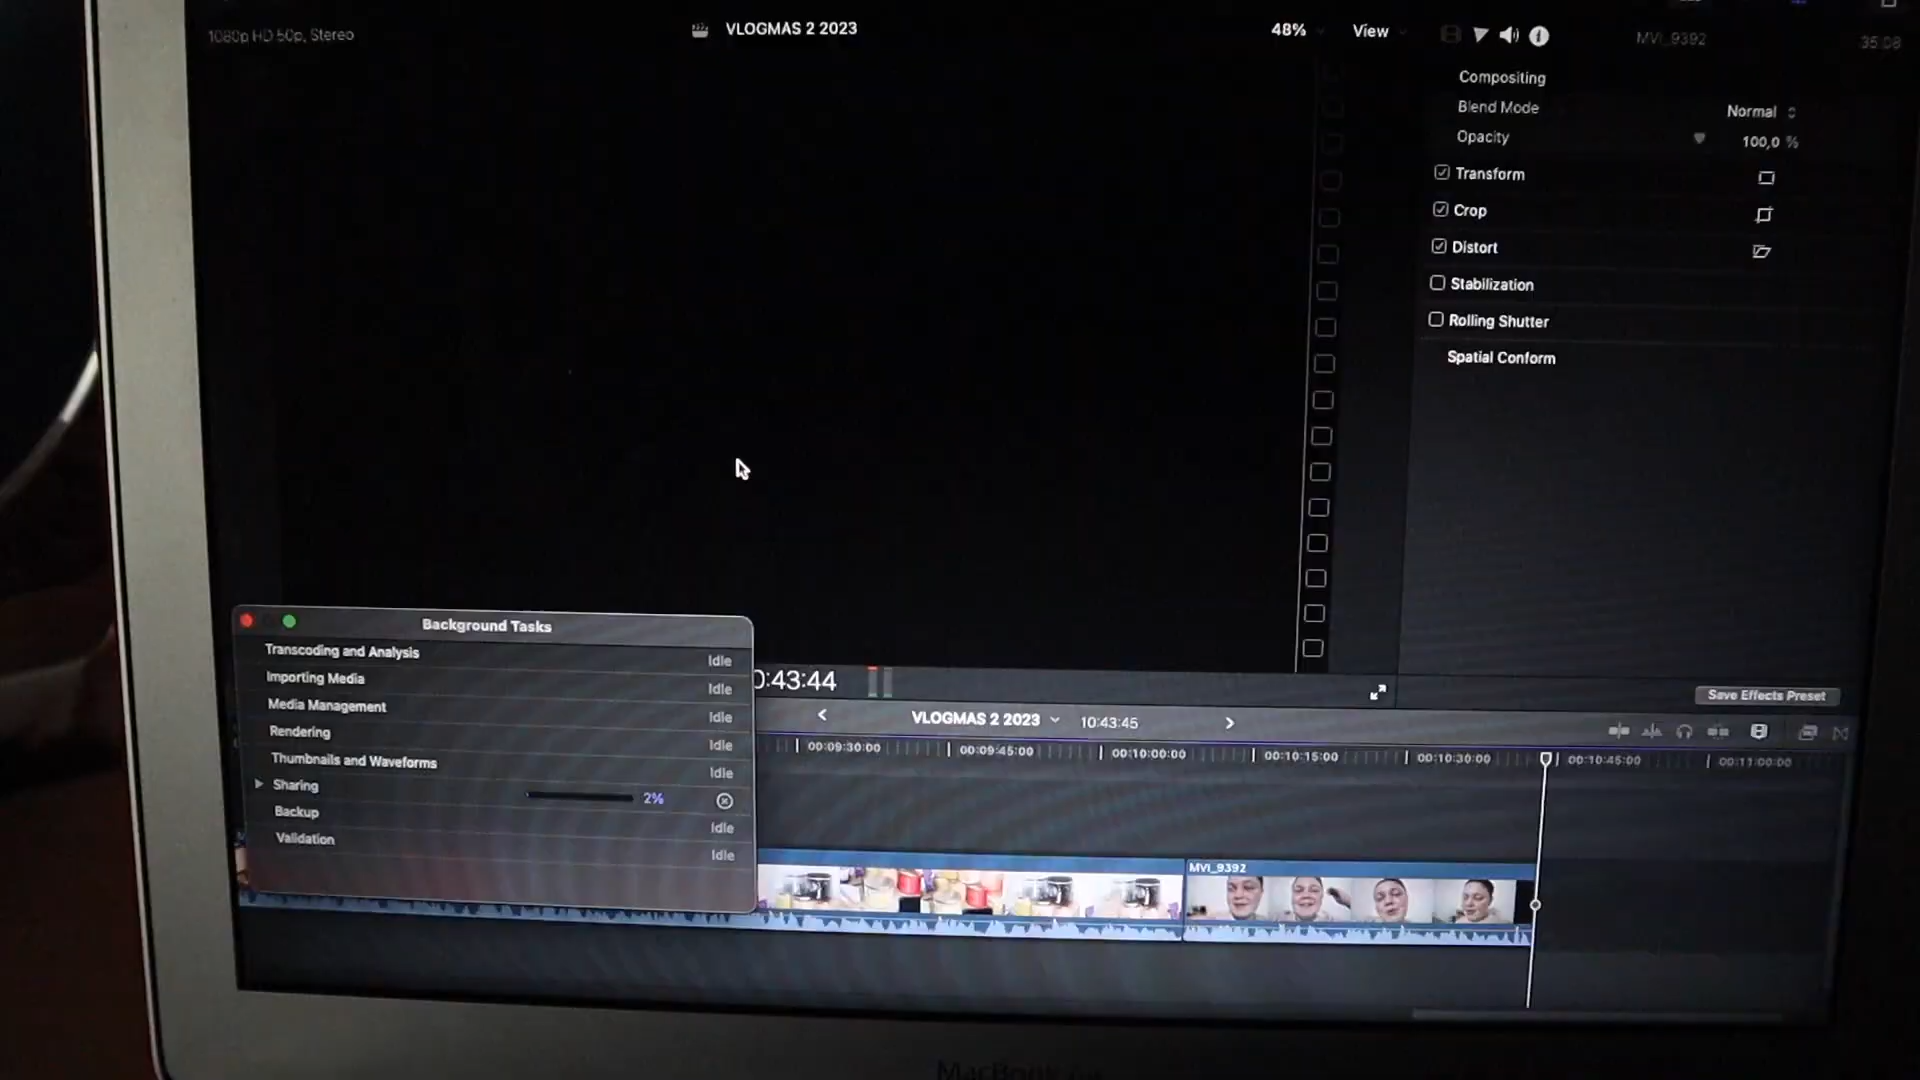 1080p HD 50p, Stereo
VLOGMAS 2 2023
48%
View
MVI_9392
35:08
Compositing
Blend Mode
Normal
Opacity
100,0 %
Transform
Crop
Distort
Stabilization
Rolling Shutter
Spatial Conform
Save Effects Preset
Background Tasks
Transcoding and Analysis Idle
Importing Media Idle
Media Management Idle
Rendering Idle
Thumbnails and Waveforms Idle
Sharing 2%
Backup Idle
Validation Idle
0:43:44
VLOGMAS 2 2023
10:43:45
00:09:30:00
00:09:45:00
00:10:00:00
00:10:15:00
00:10:30:00
00:10:45:00
00:11:00:00
MVI_9392
MacBook